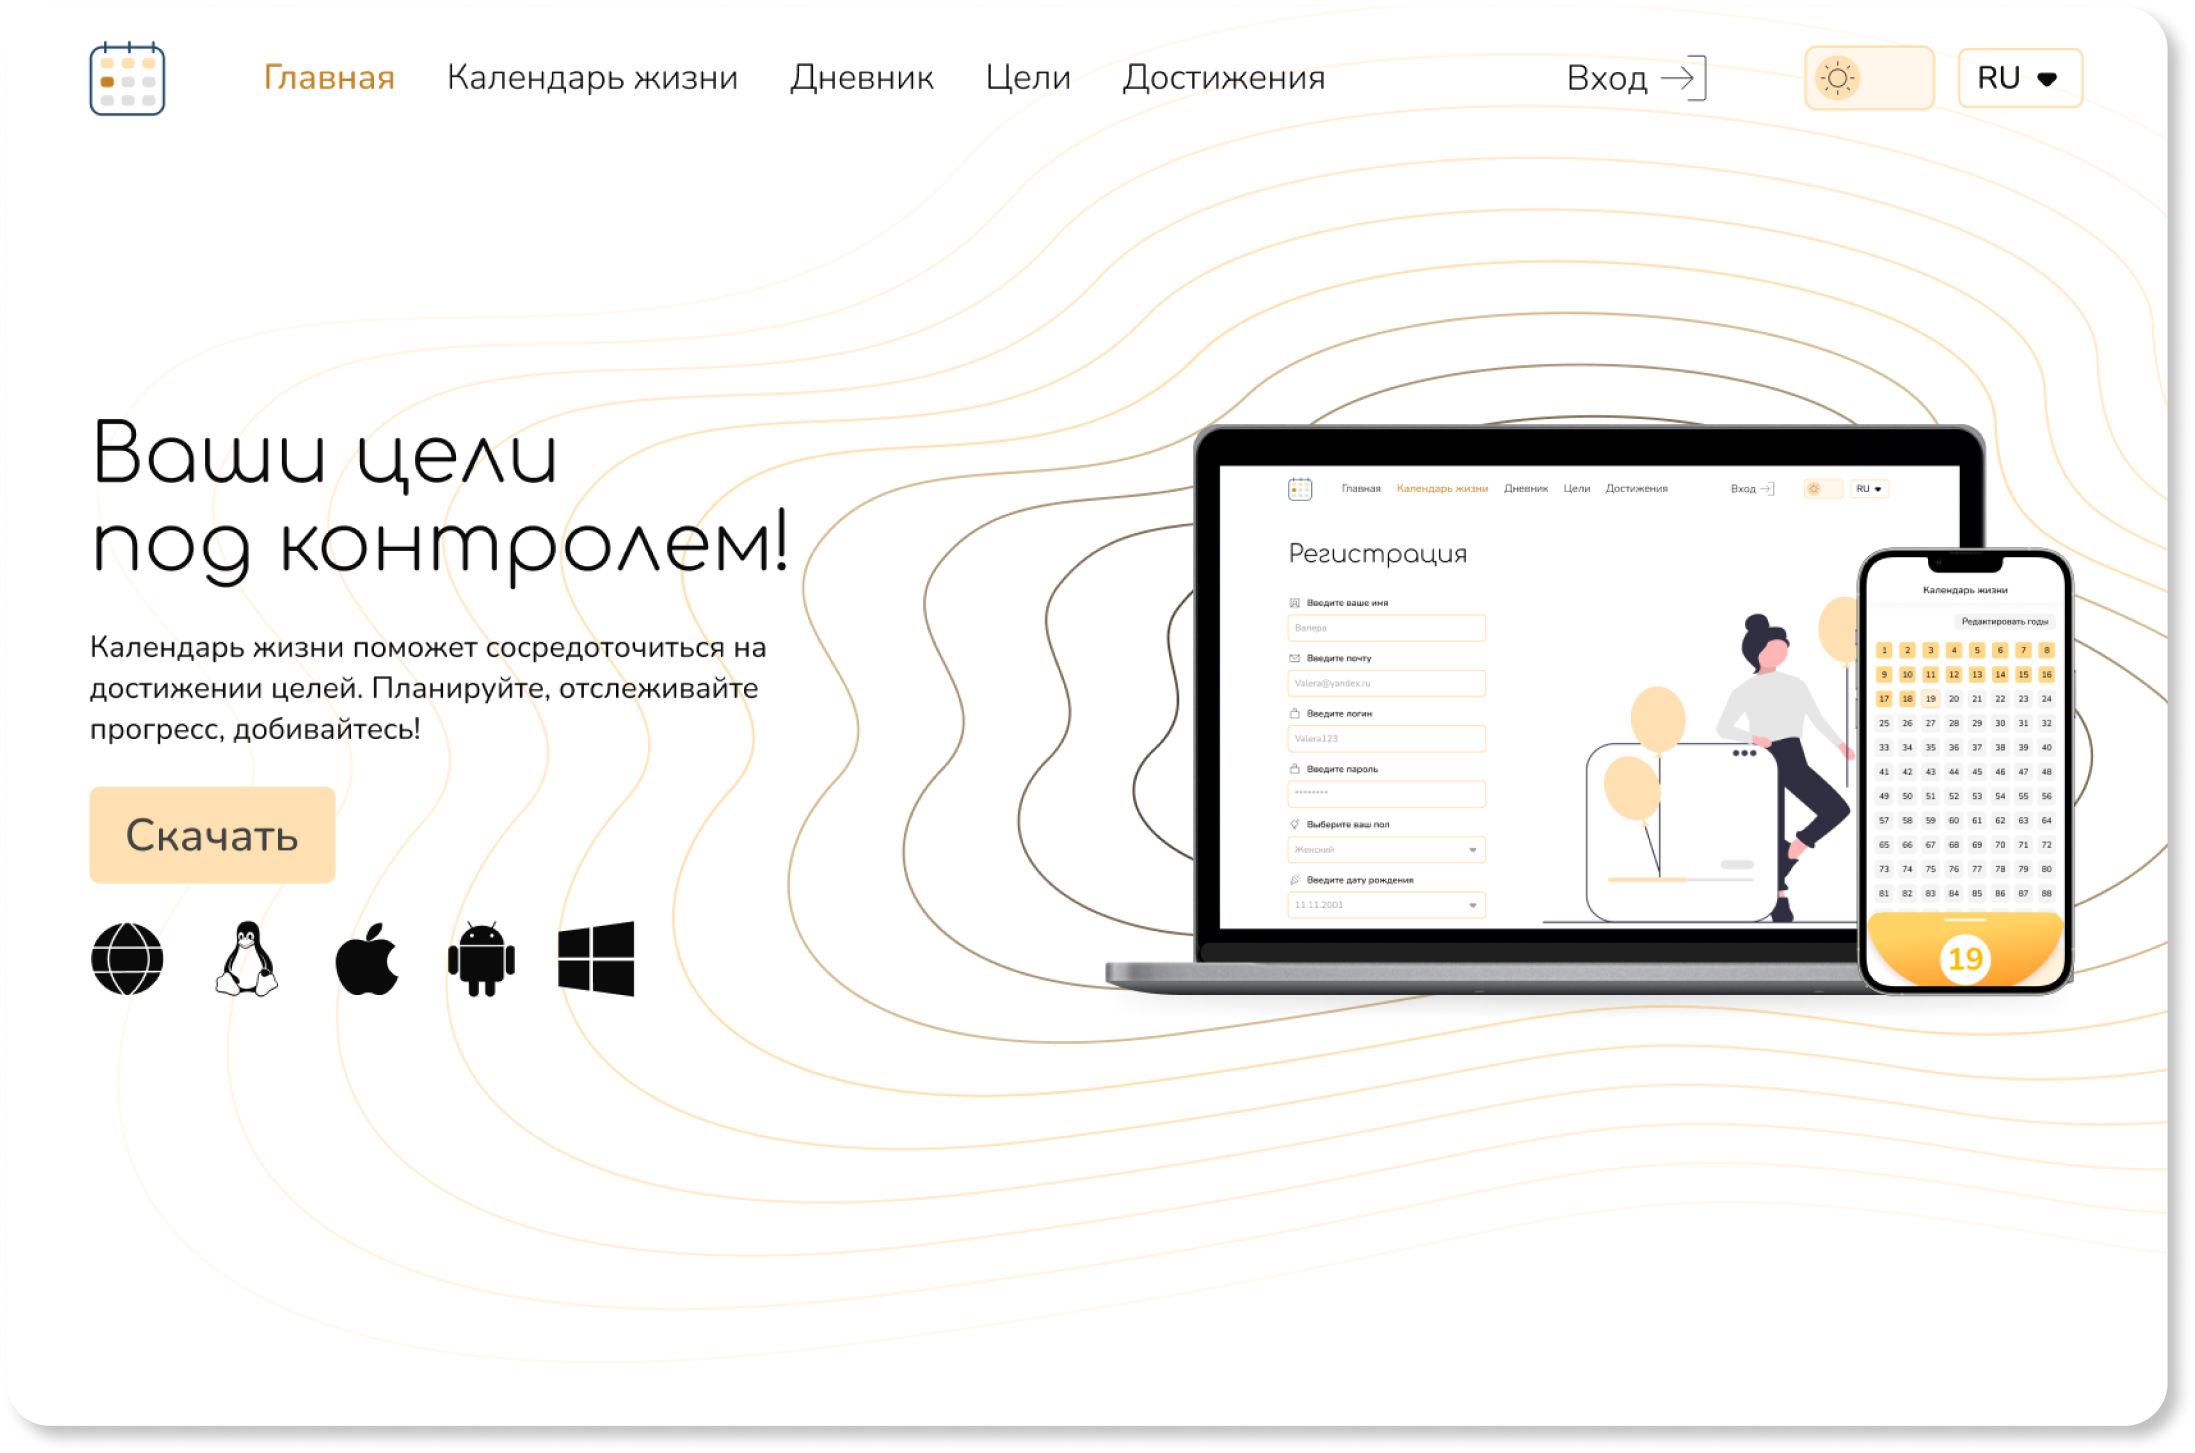 Главная Календарь жизни Дневник Цели Достижения Вход RU
Ваши цели
под контролем!
Календарь жизни поможет сосредоточиться на
достижении целей. Планируйте, отслеживайте
прогресс, добивайтесь!
Скачать
Главная Календарь жизни Дневник Цели Достижения Вход RU
Регистрация
Введите ваше имя
Валера
Введите почту
Valera@yandex.ru
Введите логин
Valera123
Введите пароль
********
Выберите ваш пол
Женский
Введите дату рождения
11.11.2001
Календарь жизни
Редактировать годы
1 2 3 4 5 6 7 8
9 10 11 12 13 14 15 16
17 18 19 20 21 22 23 24
25 26 27 28 29 30 31 32
33 34 35 36 37 38 39 40
41 42 43 44 45 46 47 48
49 50 51 52 53 54 55 56
57 58 59 60 61 62 63 64
65 66 67 68 69 70 71 72
73 74 75 76 77 78 79 80
81 82 83 84 85 86 87 88
19